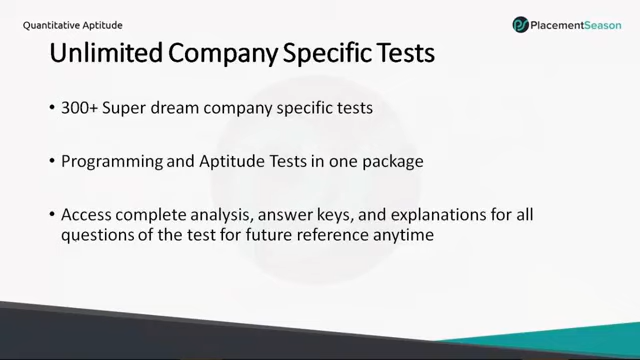 Quantitative Aptitude
PlacementSeason
Unlimited Company Specific Tests
• 300+ Super dream company specific tests
• Programming and Aptitude Tests in one package
• Access complete analysis, answer keys, and explanations for all
questions of the test for future reference anytime